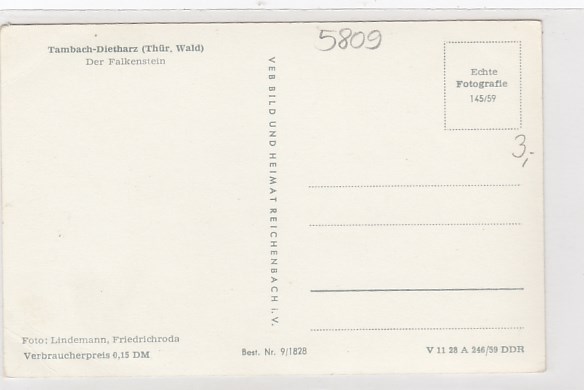 Tambach-Dietharz (Thür, Wald)
Der Falkenstein
5809
VEB BILD UND HEIMAT REICHENBACH i. V.
Echte
Fotografie
145/59
3,-
Foto: Lindemann, Friedrichroda
Verbraucherpreis 0,15 DM
Best. Nr. 9/1828
V 11 28 A 246/59 DDR